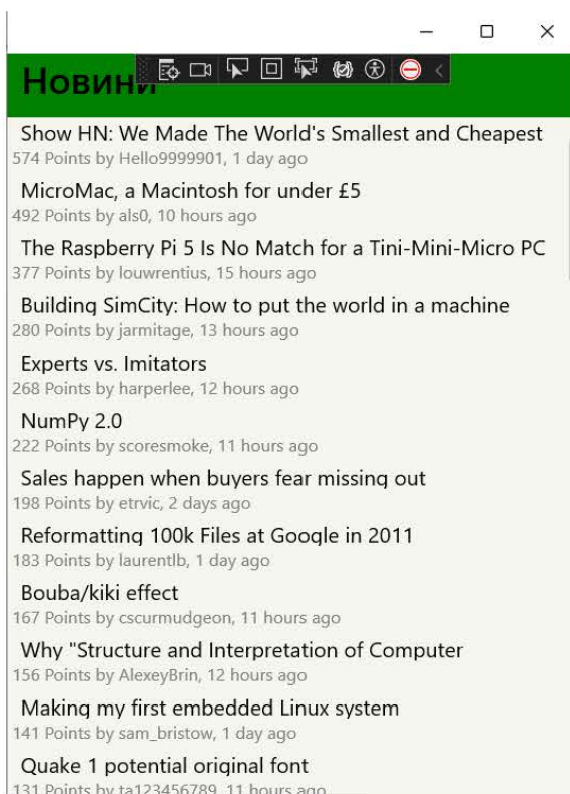 Новини
Show HN: We Made The World's Smallest and Cheapest
574 Points by Hello9999901, 1 day ago
MicroMac, a Macintosh for under £5
492 Points by als0, 10 hours ago
The Raspberry Pi 5 Is No Match for a Tini-Mini-Micro PC
377 Points by louwrentius, 15 hours ago
Building SimCity: How to put the world in a machine
280 Points by jarmitage, 13 hours ago
Experts vs. Imitators
268 Points by harperlee, 12 hours ago
NumPy 2.0
222 Points by scoresmoke, 11 hours ago
Sales happen when buyers fear missing out
198 Points by etrvic, 2 days ago
Reformatting 100k Files at Google in 2011
183 Points by laurentlb, 1 day ago
Bouba/kiki effect
167 Points by cscurmudgeon, 11 hours ago
Why "Structure and Interpretation of Computer
156 Points by AlexeyBrin, 12 hours ago
Making my first embedded Linux system
141 Points by sam_bristow, 1 day ago
Quake 1 potential original font
131 Points by ta123456789, 11 hours ago